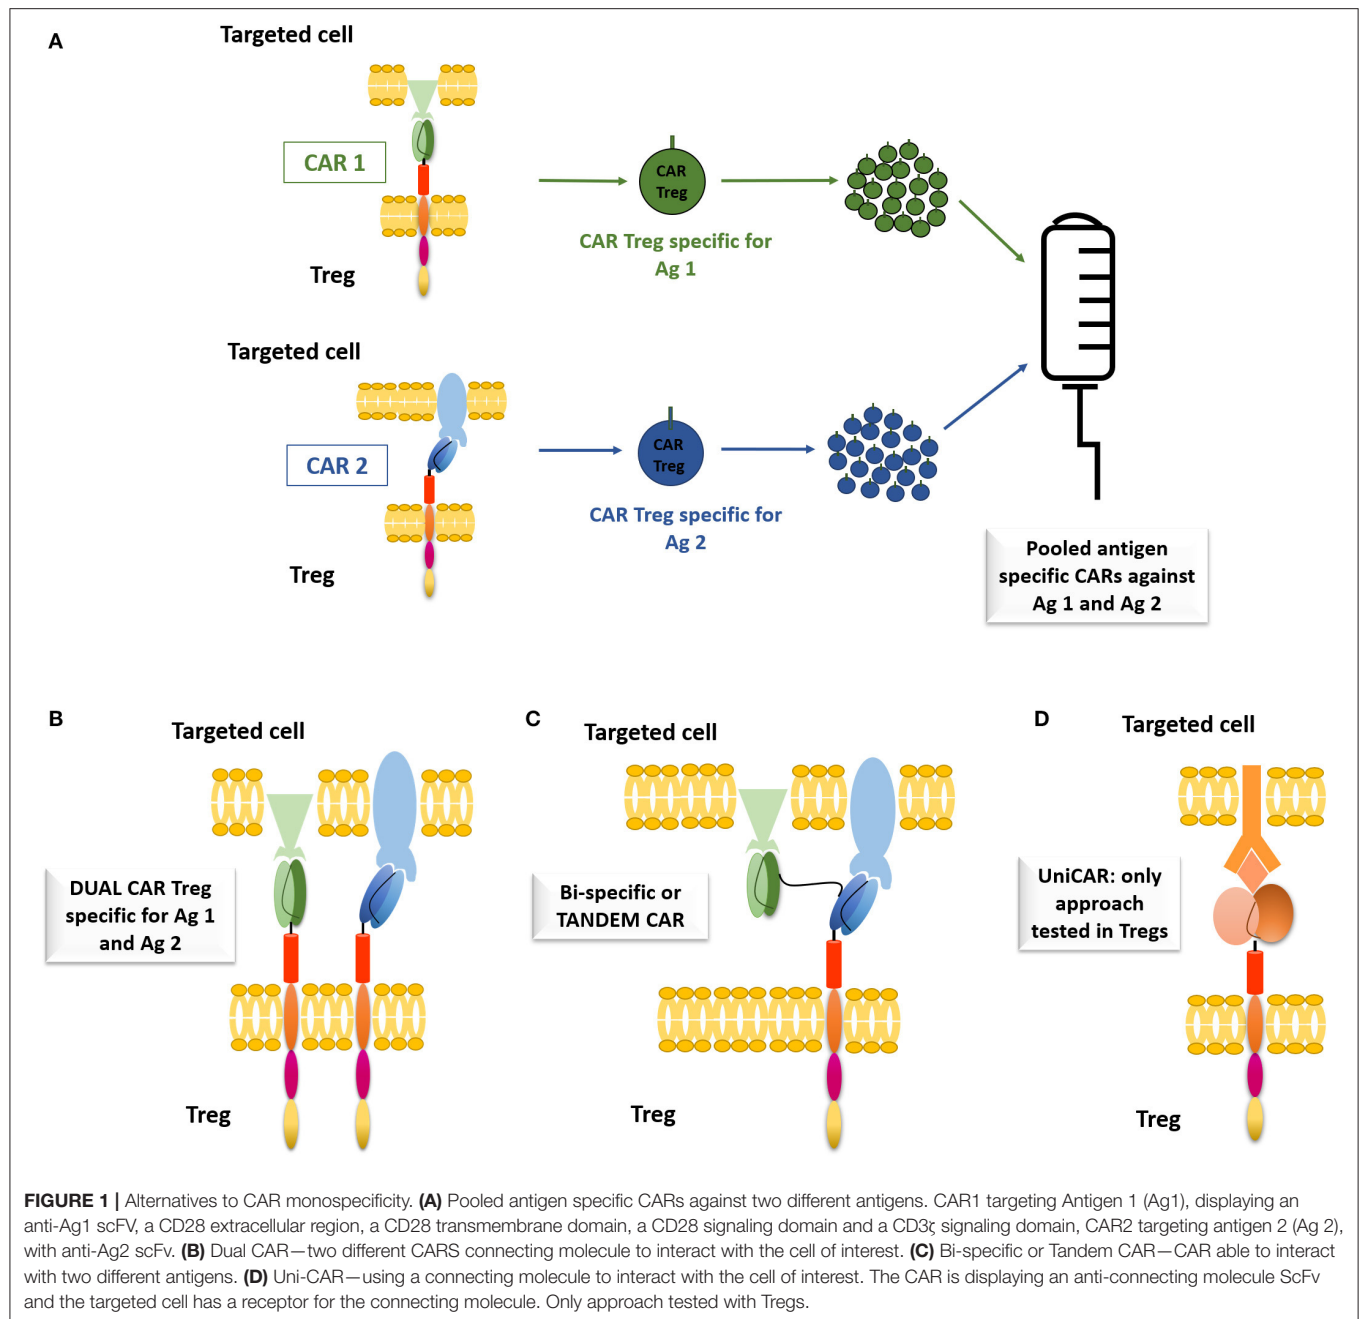 A
Targeted cell
CAR 1
CAR
Treg
CAR Treg specific for
Ag 1
Treg
Targeted cell
CAR 2
CAR
Treg
CAR Treg specific for
Ag 2
Treg
Pooled antigen
specific CARs against
Ag 1 and Ag 2
B
Targeted cell
DUAL CAR Treg
specific for Ag 1
and Ag 2
Treg
C
Targeted cell
Bi-specific or
TANDEM CAR
Treg
D
Targeted cell
UniCAR: only
approach
tested in Tregs
Treg
FIGURE 1 | Alternatives to CAR monospecificity. (A) Pooled antigen specific CARs against two different antigens. CAR1 targeting Antigen 1 (Ag1), displaying an
anti-Ag1 scFV, a CD28 extracellular region, a CD28 transmembrane domain, a CD28 signaling domain and a CD3ζ signaling domain, CAR2 targeting antigen 2 (Ag 2),
with anti-Ag2 scFv. (B) Dual CAR—two different CARS connecting molecule to interact with the cell of interest. (C) Bi-specific or Tandem CAR—CAR able to interact
with two different antigens. (D) Uni-CAR—using a connecting molecule to interact with the cell of interest. The CAR is displaying an anti-connecting molecule ScFv
and the targeted cell has a receptor for the connecting molecule. Only approach tested with Tregs.